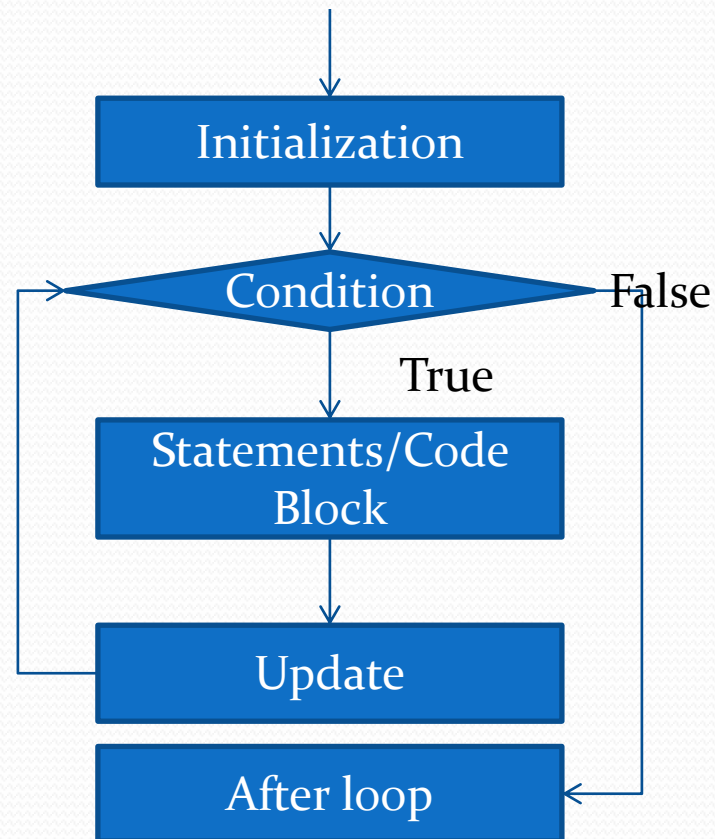 Initialization
Condition
False
True
Statements/Code
Block
Update
After loop